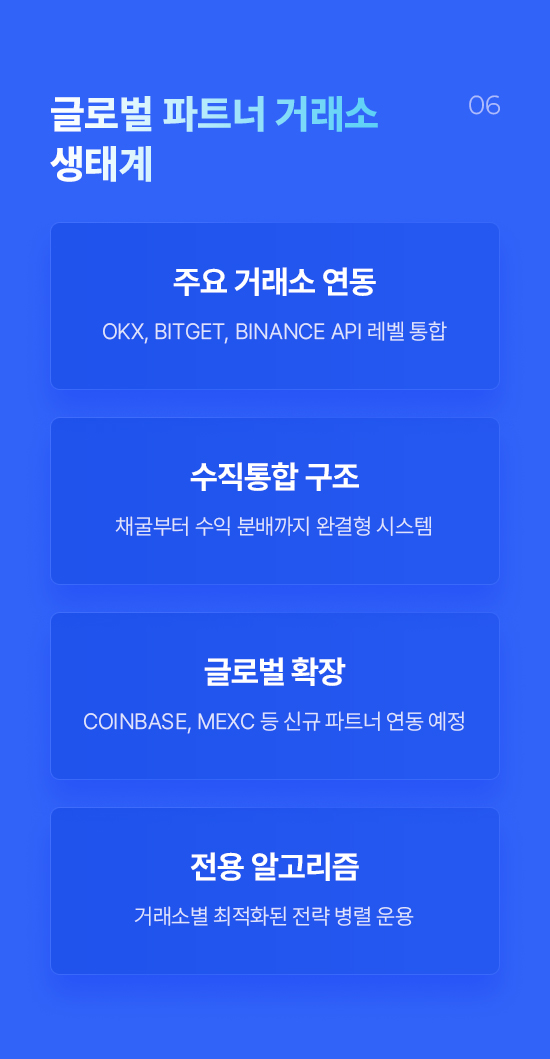 글로벌 파트너 거래소
생태계
06
주요 거래소 연동
OKX, BITGET, BINANCE API 레벨 통합
수직통합 구조
채굴부터 수익 분배까지 완결형 시스템
글로벌 확장
COINBASE, MEXC 등 신규 파트너 연동 예정
전용 알고리즘
거래소별 최적화된 전략 병렬 운용